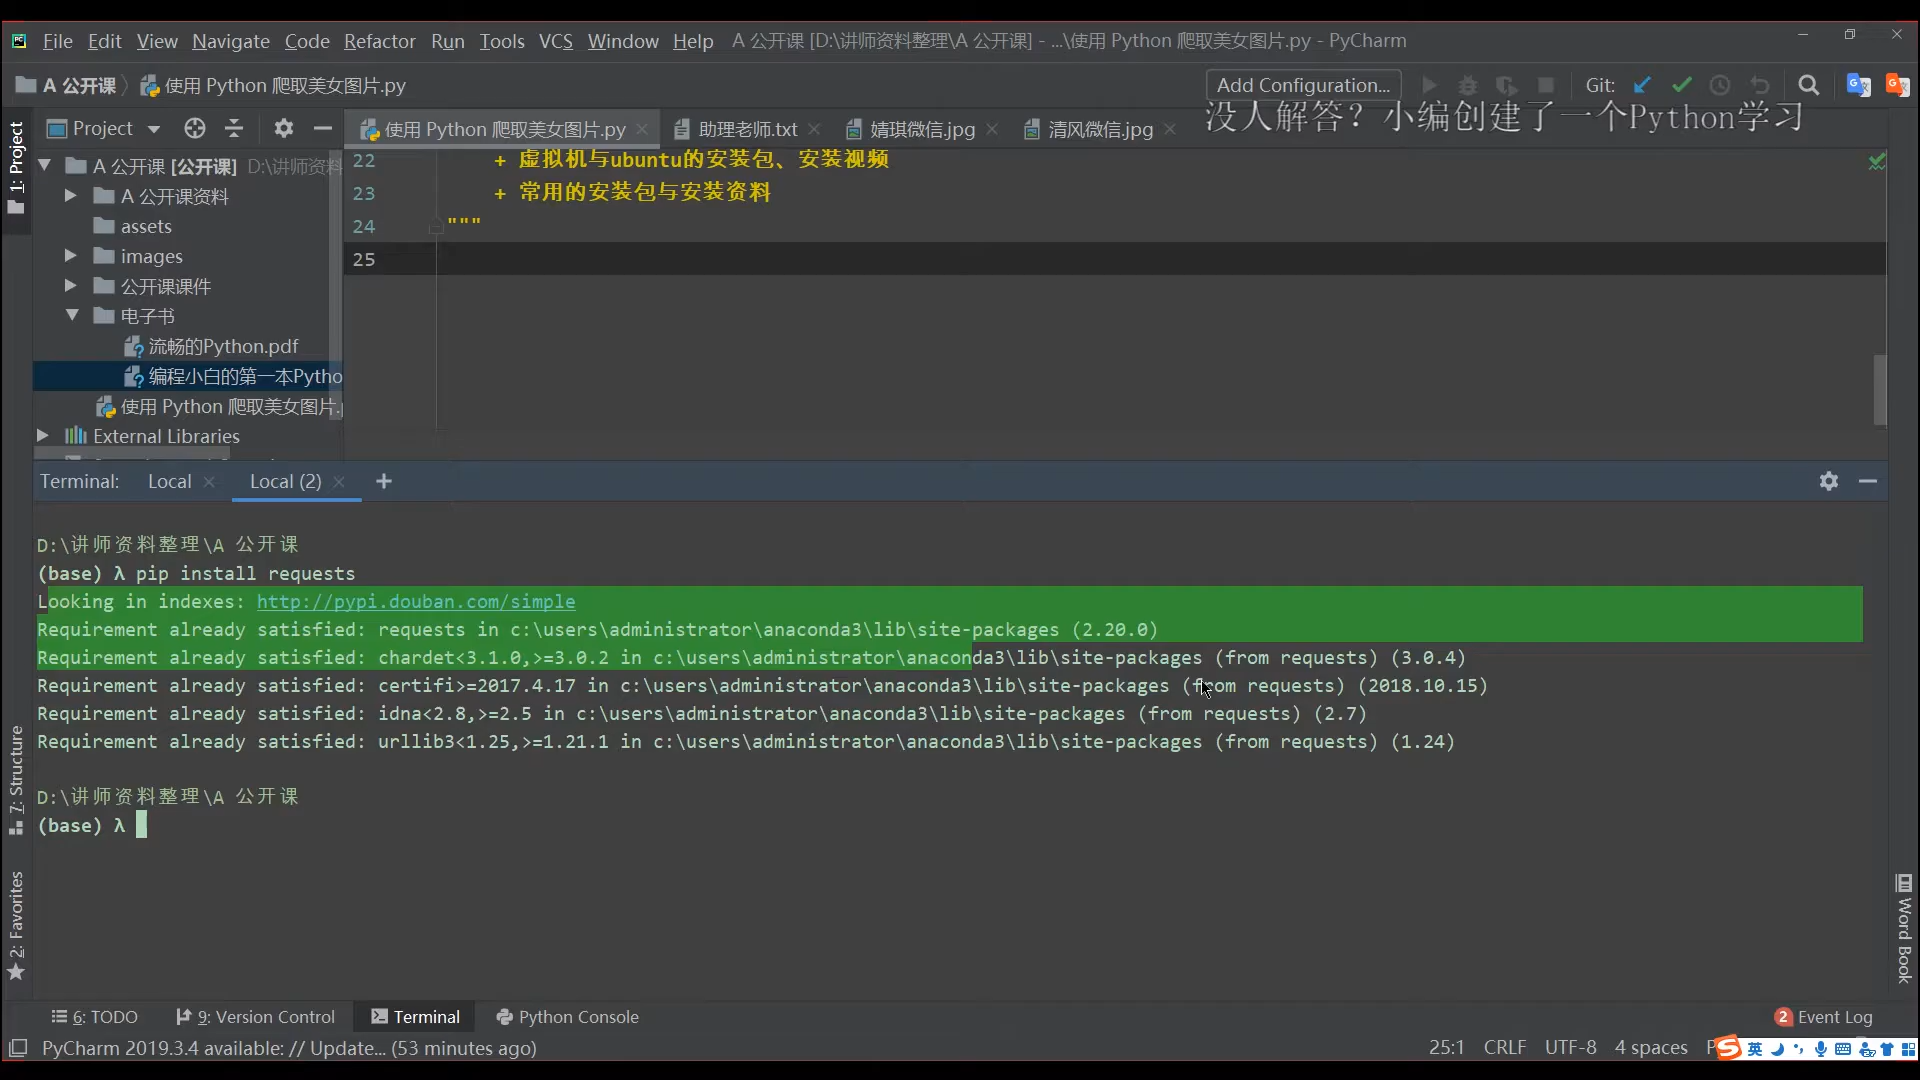 File Edit View Navigate Code Refactor Run Tools VCS Window Help A 公开课 [D:\讲师资料整理\A 公开课] - ...\使用 Python 爬取美女图片.py - PyCharm
A 公开课 使用 Python 爬取美女图片.py Add Configuration... Git:
没人解答？小编创建了一个Python学习
1: Project
Project
使用 Python 爬取美女图片.py 助理老师.txt 婧琪微信.jpg 清风微信.jpg
A 公开课 [公开课] D:\讲师资料
A 公开课资料
assets
images
公开课课件
电子书
流畅的Python.pdf
编程小白的第一本Pytho
使用 Python 爬取美女图片.
External Libraries
22 + 虚拟机与ubuntu的安装包、安装视频
23 + 常用的安装包与安装资料
24 """
25
Terminal: Local Local (2)
D:\讲师资料整理\A 公开课
(base) λ pip install requests
Looking in indexes: http://pypi.douban.com/simple
Requirement already satisfied: requests in c:\users\administrator\anaconda3\lib\site-packages (2.20.0)
Requirement already satisfied: chardet<3.1.0,>=3.0.2 in c:\users\administrator\anaconda3\lib\site-packages (from requests) (3.0.4)
Requirement already satisfied: certifi>=2017.4.17 in c:\users\administrator\anaconda3\lib\site-packages (from requests) (2018.10.15)
Requirement already satisfied: idna<2.8,>=2.5 in c:\users\administrator\anaconda3\lib\site-packages (from requests) (2.7)
Requirement already satisfied: urllib3<1.25,>=1.21.1 in c:\users\administrator\anaconda3\lib\site-packages (from requests) (1.24)
D:\讲师资料整理\A 公开课
(base) λ
7: Structure
2: Favorites
Word Book
6: TODO 9: Version Control Terminal Python Console 2 Event Log
PyCharm 2019.3.4 available: // Update... (53 minutes ago) 25:1 CRLF UTF-8 4 spaces 英